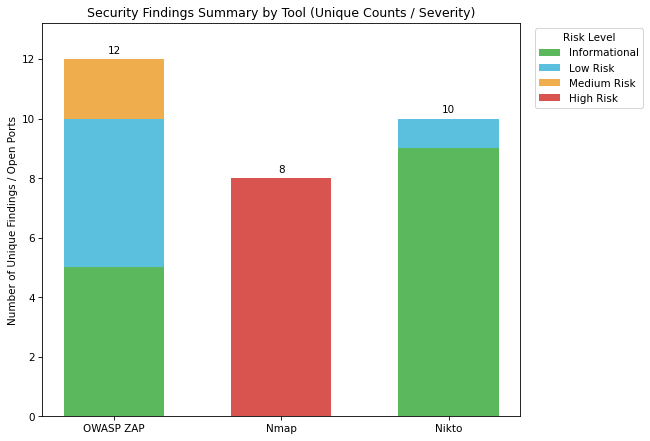 Security Findings Summary by Tool (Unique Counts / Severity)
Number of Unique Findings / Open Ports
12
10
8
6
4
2
0
12
8
10
OWASP ZAP
Nmap
Nikto
Risk Level
Informational
Low Risk
Medium Risk
High Risk